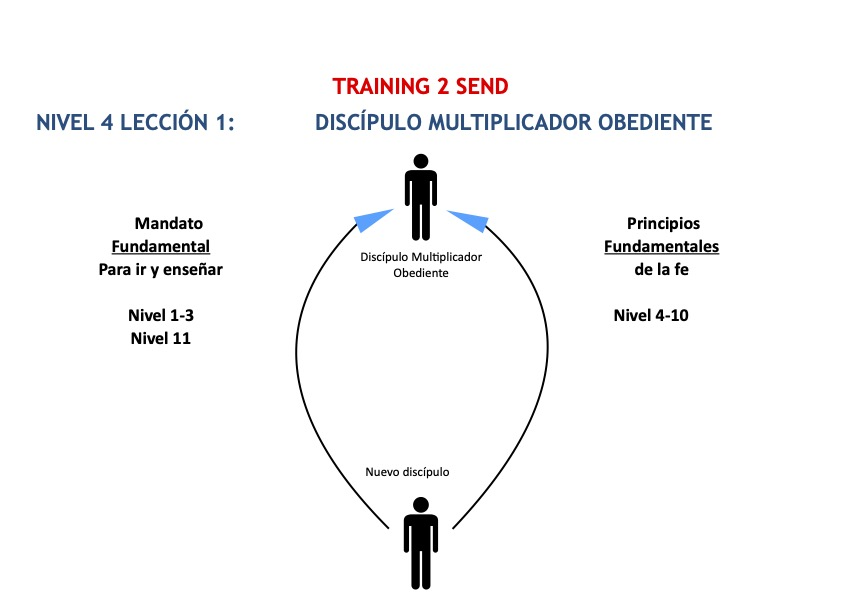 TRAINING 2 SEND
NIVEL 4 LECCIÓN 1: DISCÍPULO MULTIPLICADOR OBEDIENTE
Mandato
Fundamental
Para ir y enseñar
Nivel 1-3
Nivel 11
Discípulo Multiplicador
Obediente
Principios
Fundamentales
de la fe
Nivel 4-10
Nuevo discípulo